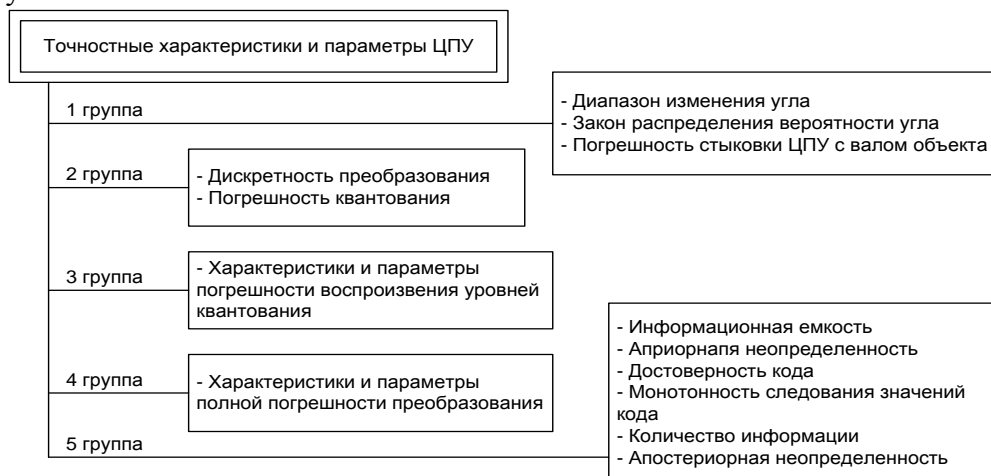 Точностные характеристики и параметры ЦПУ
1 группа
- Диапазон изменения угла
- Закон распределения вероятности угла
- Погрешность стыковки ЦПУ с валом объекта
2 группа
- Дискретность преобразования
- Погрешность квантования
3 группа
- Характеристики и параметры
погрешности воспроизвения уровней
квантования
4 группа
- Характеристики и параметры
полной погрешности преобразования
5 группа
- Информационная емкость
- Априорнапя неопределенность
- Достоверность кода
- Монотонность следования значений
кода
- Количество информации
- Апостериорная неопределенность